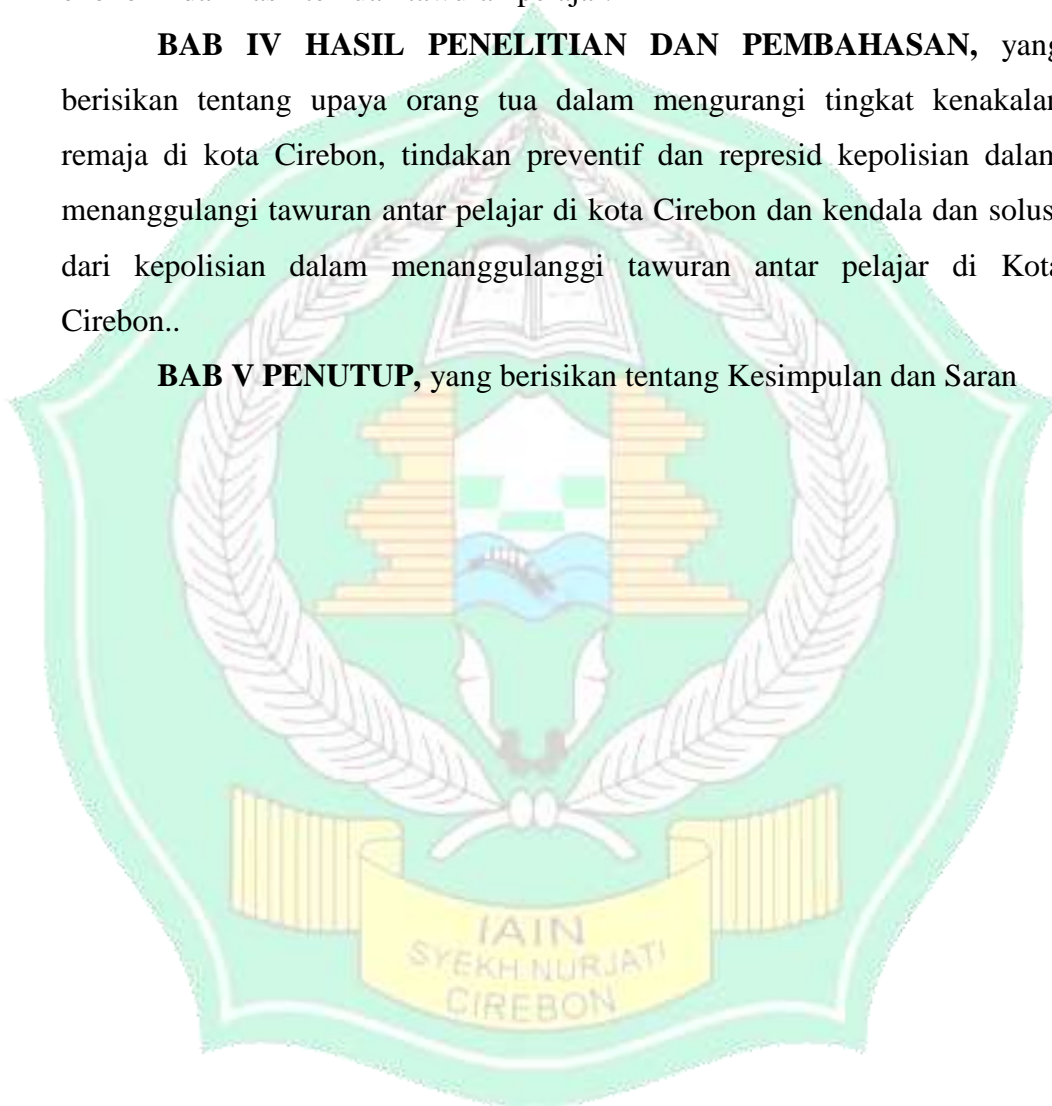 BAB IV HASIL PENELITIAN DAN PEMBAHASAN, yang
berisikan tentang upaya orang tua dalam mengurangi tingkat kenakalan
remaja di kota Cirebon, tindakan preventif dan represid kepolisian dalam
menanggulangi tawuran antar pelajar di kota Cirebon dan kendala dan solusi
dari kepolisian dalam menanggulanggi tawuran antar pelajar di Kota
Cirebon..
BAB V PENUTUP, yang berisikan tentang Kesimpulan dan Saran
IAIN
SYEKH NURJATI
CIREBON